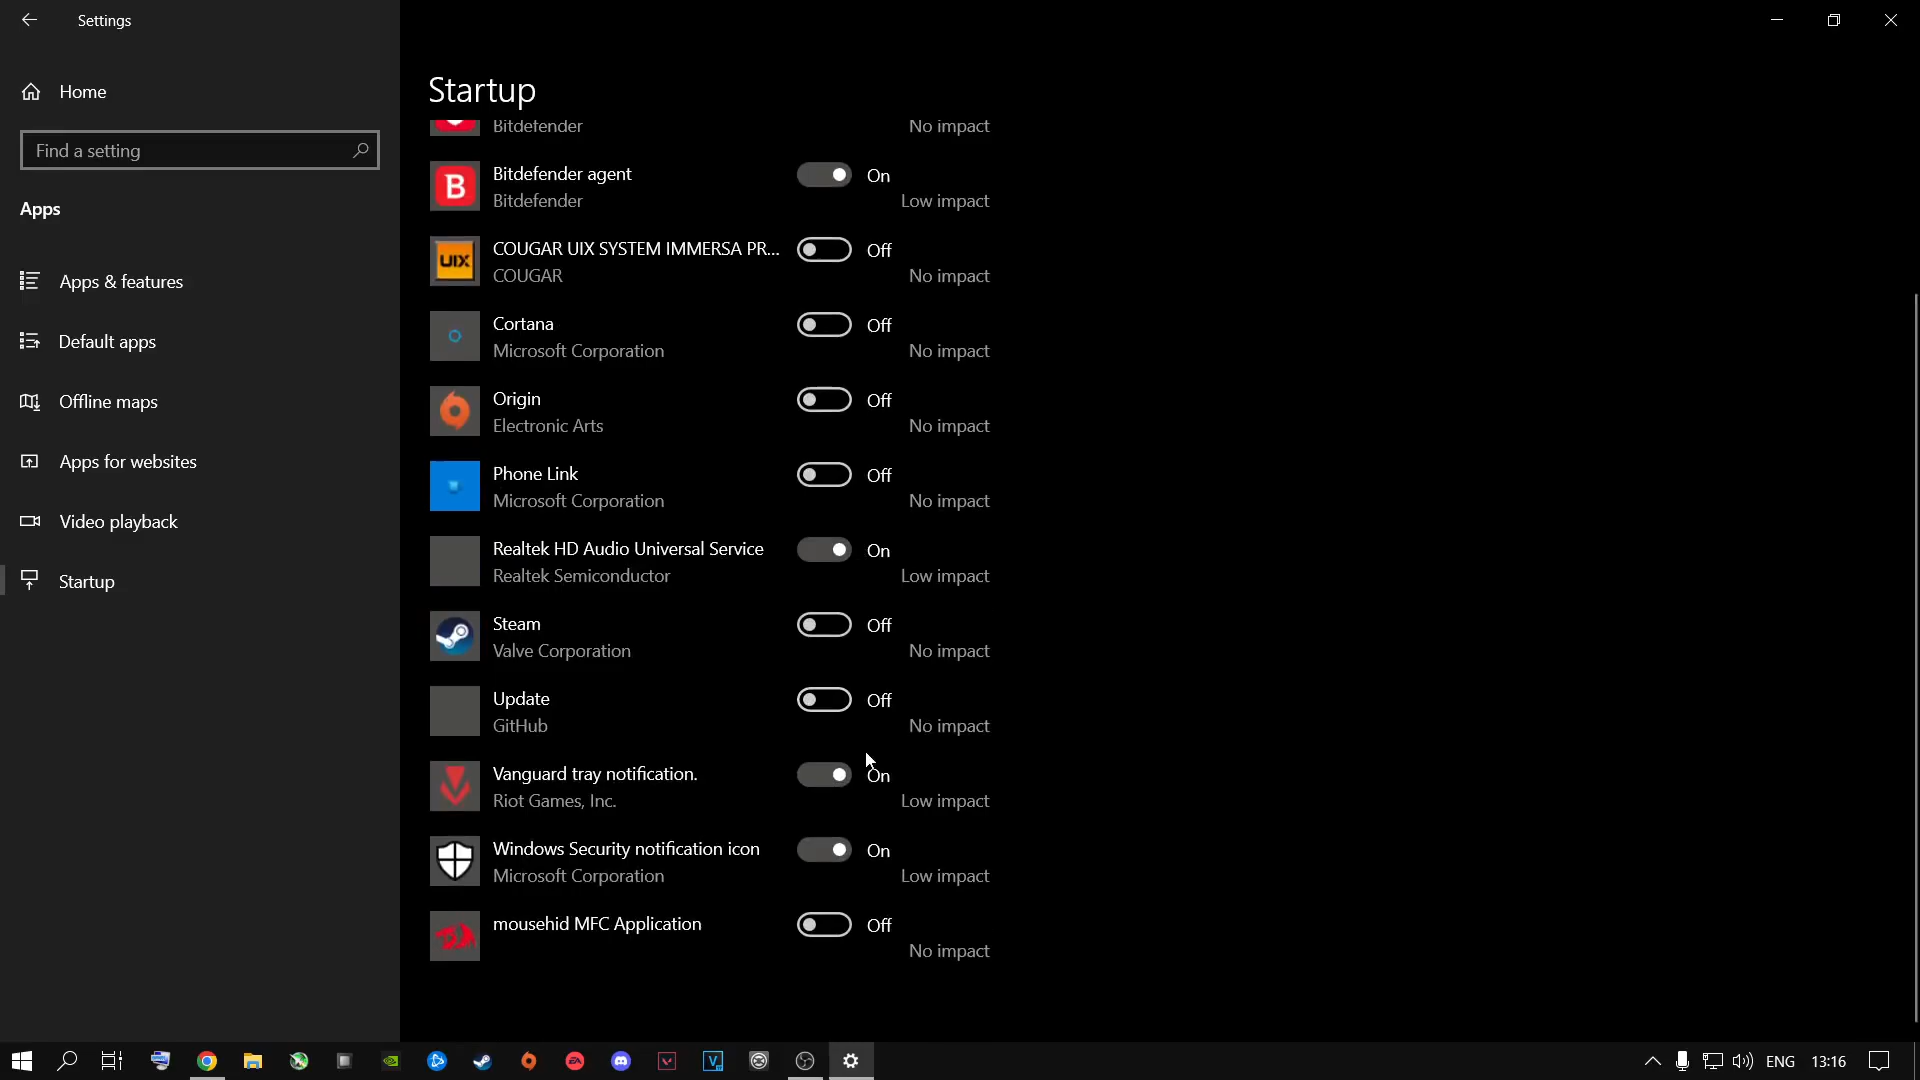 Settings
Home
Find a setting
Apps
Apps & features
Default apps
Offline maps
Apps for websites
Video playback
Startup
Startup
Bitdefender
No impact
Bitdefender agent
On
Bitdefender
Low impact
COUGAR UIX SYSTEM IMMERSA PR...
Off
COUGAR
No impact
UIX
Cortana
Off
Microsoft Corporation
No impact
Origin
Off
Electronic Arts
No impact
Phone Link
Off
Microsoft Corporation
No impact
Realtek HD Audio Universal Service
On
Realtek Semiconductor
Low impact
Steam
Off
Valve Corporation
No impact
Update
Off
GitHub
No impact
Vanguard tray notification.
On
Riot Games, Inc.
Low impact
Windows Security notification icon
On
Microsoft Corporation
Low impact
mousehid MFC Application
Off
No impact
ENG
13:16